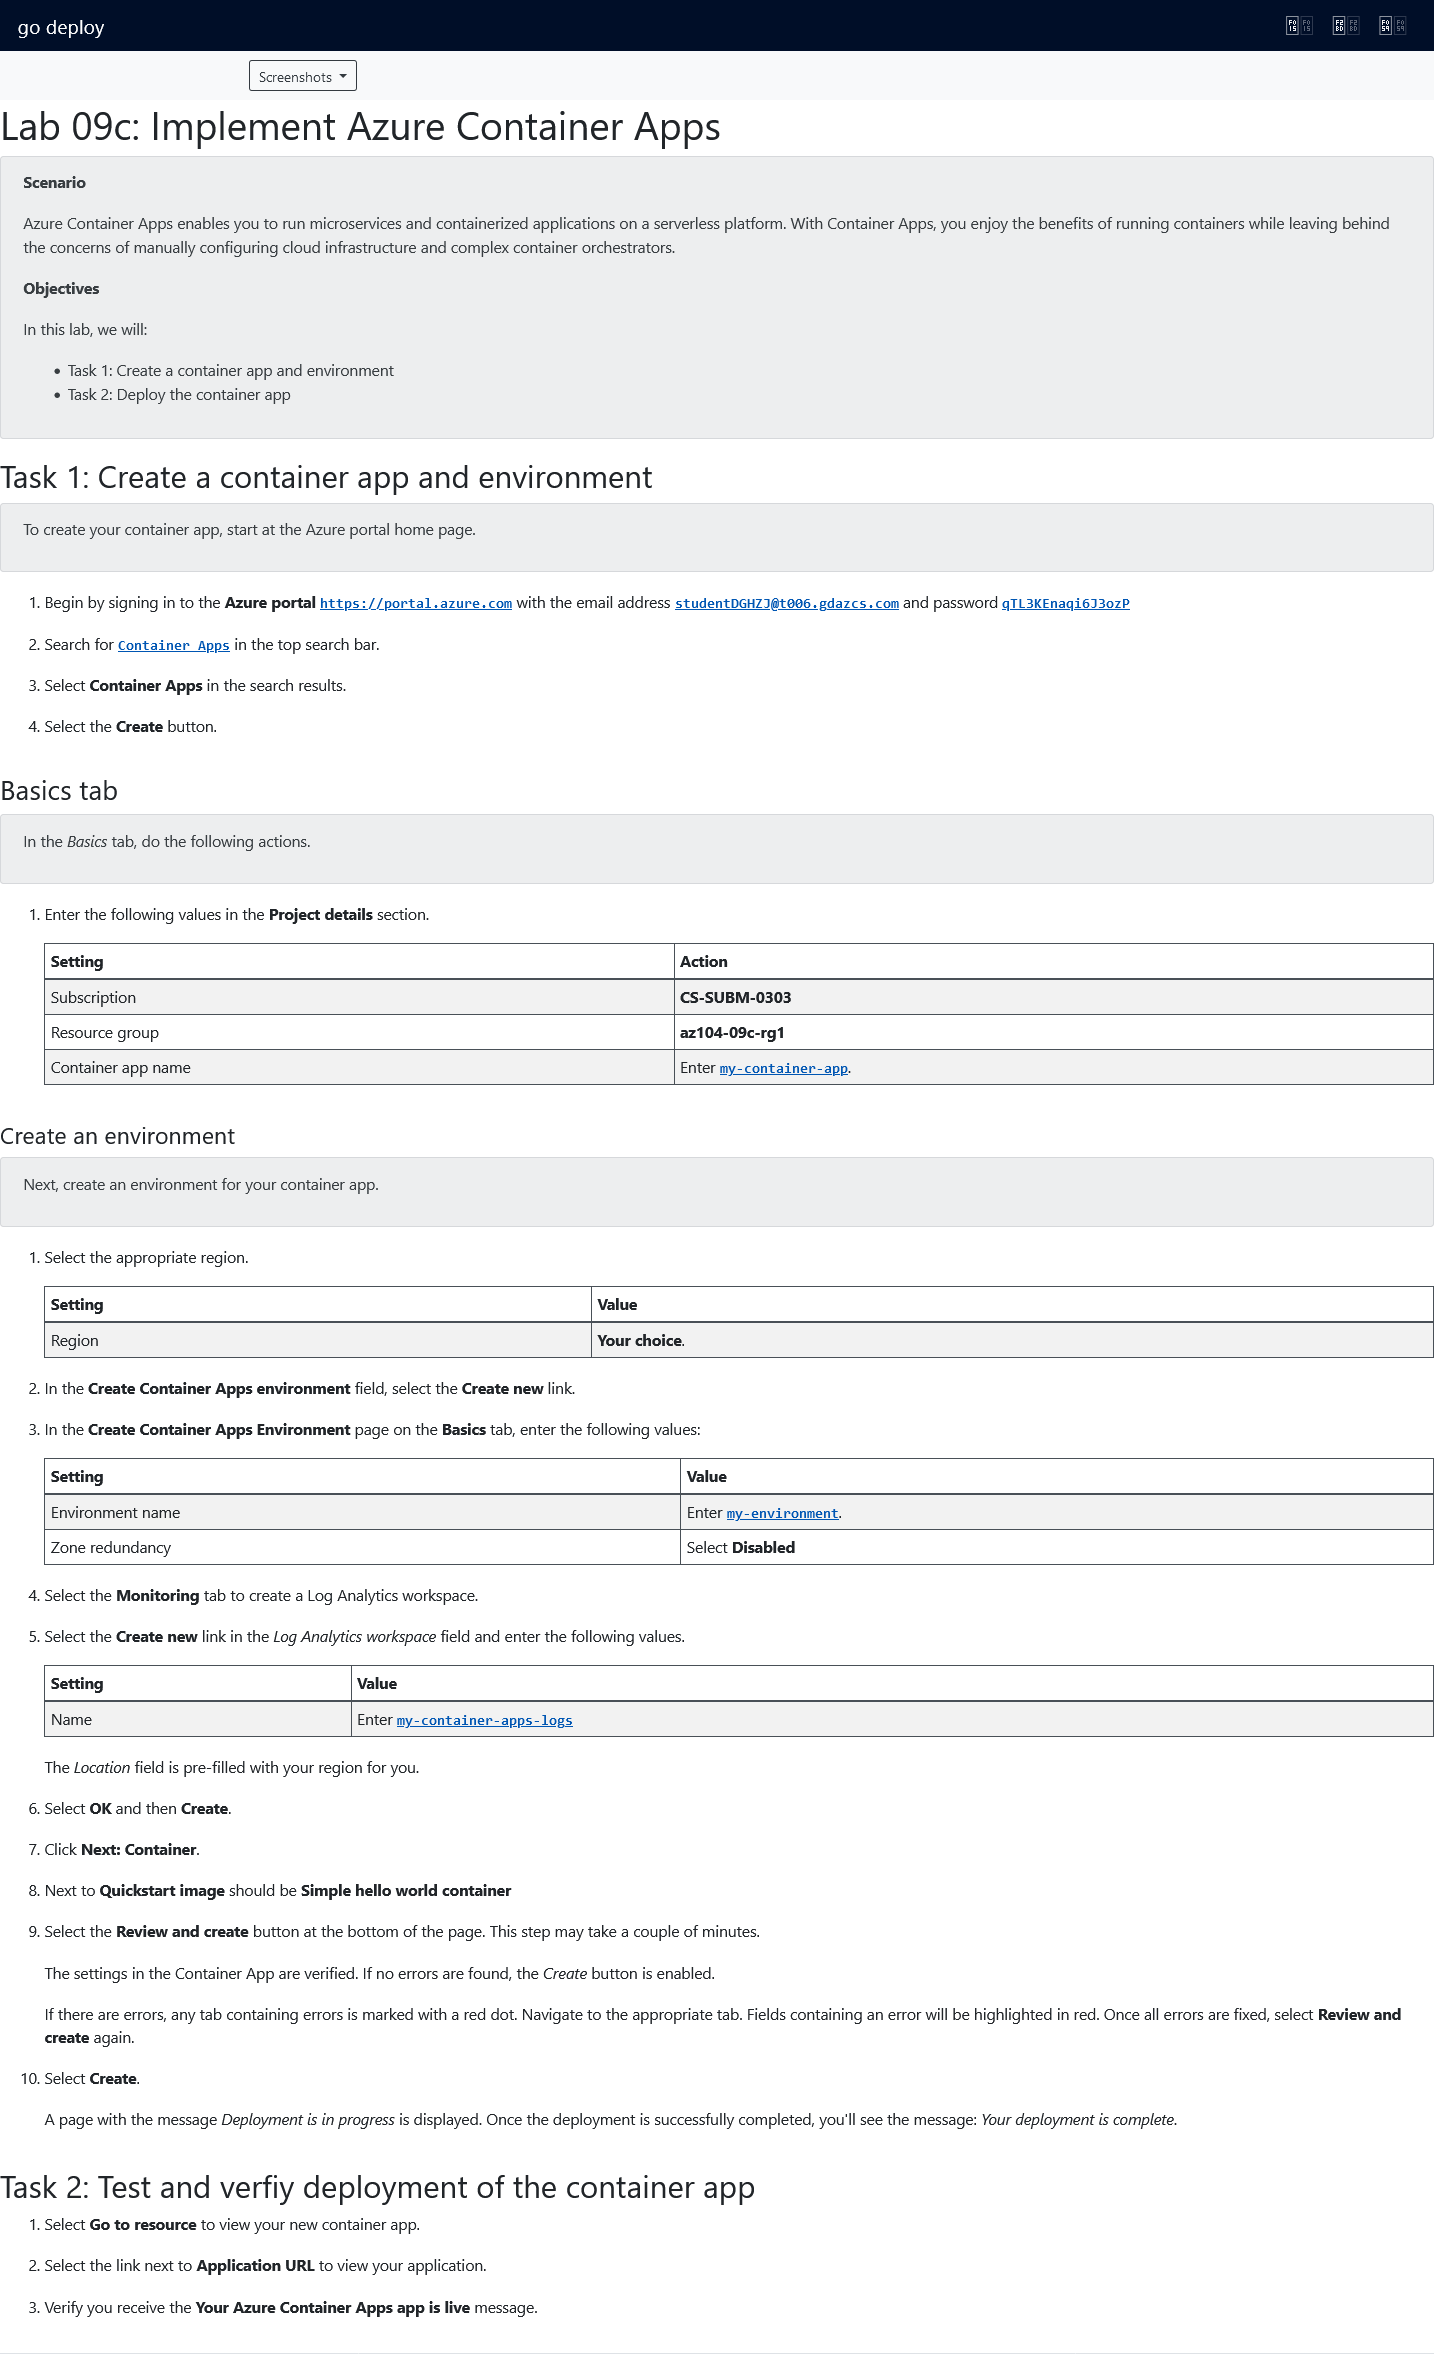 go deploy
Screenshots
Lab 09c: Implement Azure Container Apps
Scenario
Azure Container Apps enables you to run microservices and containerized applications on a serverless platform. With Container Apps, you enjoy the benefits of running containers while leaving behind
the concerns of manually configuring cloud infrastructure and complex container orchestrators.
Objectives
In this lab, we will:
• Task 1: Create a container app and environment
• Task 2: Deploy the container app
Task 1: Create a container app and environment
To create your container app, start at the Azure portal home page.
1. Begin by signing in to the Azure portal https://portal.azure.com with the email address studentDGHZJ@t006.gdazcs.com and password qTL3KEnaqi6J3ozP
2. Search for Container Apps in the top search bar.
3. Select Container Apps in the search results.
4. Select the Create button.
Basics tab
In the Basics tab, do the following actions.
1. Enter the following values in the Project details section.
Setting Action
Subscription CS-SUBM-0303
Resource group az104-09c-rg1
Container app name Enter my-container-app.
Create an environment
Next, create an environment for your container app.
1. Select the appropriate region.
Setting Value
Region Your choice.
2. In the Create Container Apps environment field, select the Create new link.
3. In the Create Container Apps Environment page on the Basics tab, enter the following values:
Setting Value
Environment name Enter my-environment.
Zone redundancy Select Disabled
4. Select the Monitoring tab to create a Log Analytics workspace.
5. Select the Create new link in the Log Analytics workspace field and enter the following values.
Setting Value
Name Enter my-container-apps-logs
The Location field is pre-filled with your region for you.
6. Select OK and then Create.
7. Click Next: Container.
8. Next to Quickstart image should be Simple hello world container
9. Select the Review and create button at the bottom of the page. This step may take a couple of minutes.
The settings in the Container App are verified. If no errors are found, the Create button is enabled.
If there are errors, any tab containing errors is marked with a red dot. Navigate to the appropriate tab. Fields containing an error will be highlighted in red. Once all errors are fixed, select Review and
create again.
10. Select Create.
A page with the message Deployment is in progress is displayed. Once the deployment is successfully completed, you'll see the message: Your deployment is complete.
Task 2: Test and verfiy deployment of the container app
1. Select Go to resource to view your new container app.
2. Select the link next to Application URL to view your application.
3. Verify you receive the Your Azure Container Apps app is live message.